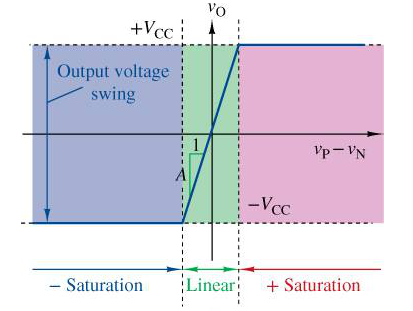 vO
+VCC
Output voltage
swing
1
vP – vN
A
–VCC
– Saturation
Linear
+ Saturation